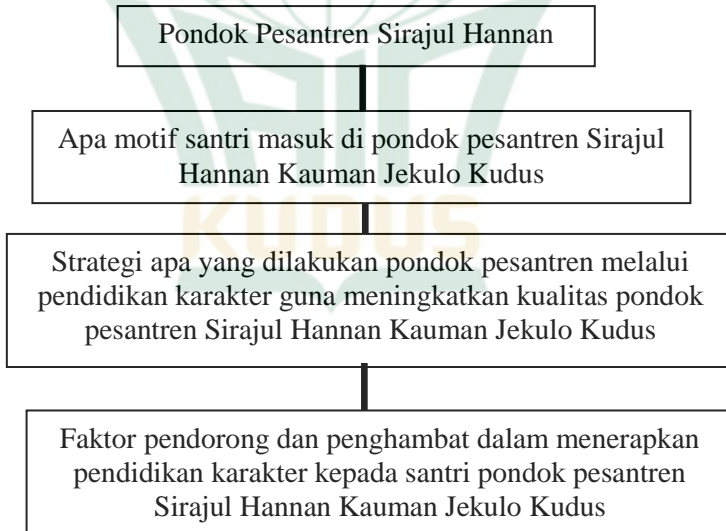 Pondok Pesantren Sirajul Hannan
Apa motif santri masuk di pondok pesantren Sirajul
Hannan Kauman Jekulo Kudus
KUDUS
Strategi apa yang dilakukan pondok pesantren melalui
pendidikan karakter guna meningkatkan kualitas pondok
pesantren Sirajul Hannan Kauman Jekulo Kudus
Faktor pendorong dan penghambat dalam menerapkan
pendidikan karakter kepada santri pondok pesantren
Sirajul Hannan Kauman Jekulo Kudus